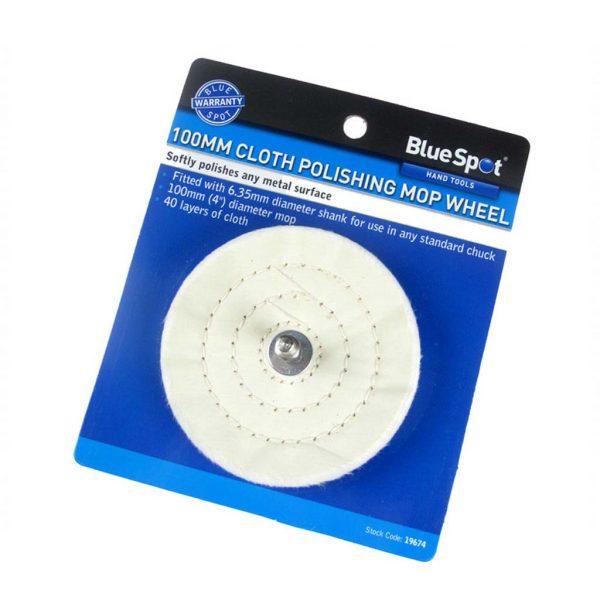 BLUE
WARRANTY
SPOT
BlueSpot®
HAND TOOLS
100MM CLOTH POLISHING MOP WHEEL
Softly polishes any metal surface
• Fitted with 6.35mm diameter shank for use in any standard chuck
• 100mm (4") diameter mop
• 40 layers of cloth
Stock Code: 19674